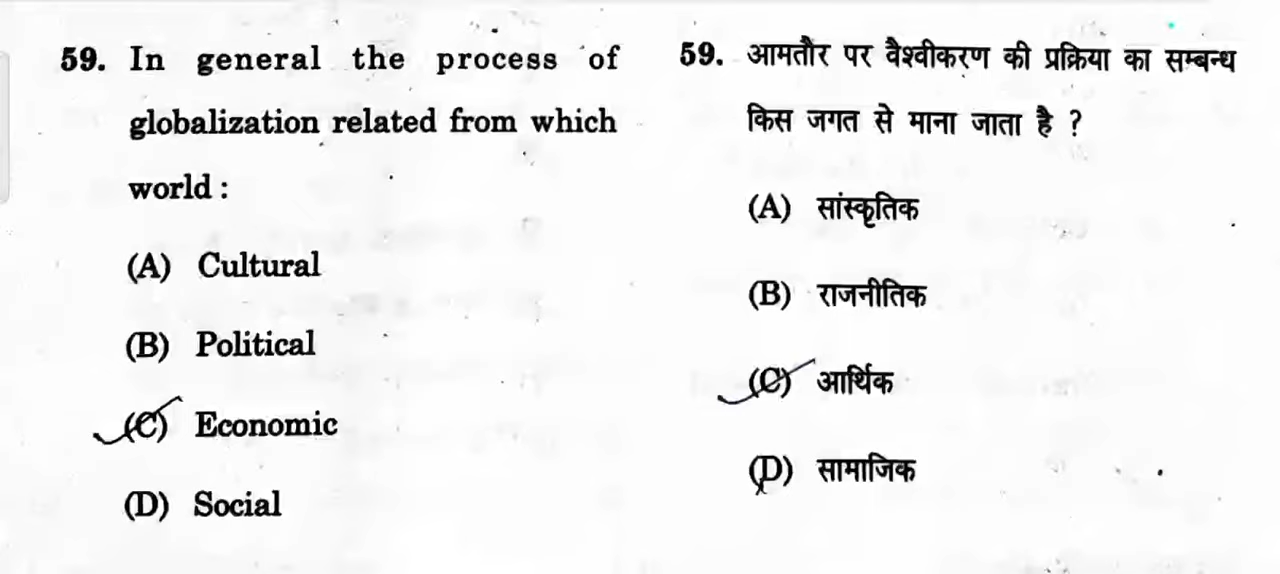 59. In general the process of
globalization related from which
world :
(A) Cultural
(B) Political
(C) Economic
(D) Social
59. आमतौर पर वैश्वीकरण की प्रक्रिया का सम्बन्ध
किस जगत से माना जाता है ?
(A) सांस्कृतिक
(B) राजनीतिक
(C) आर्थिक
(D) सामाजिक